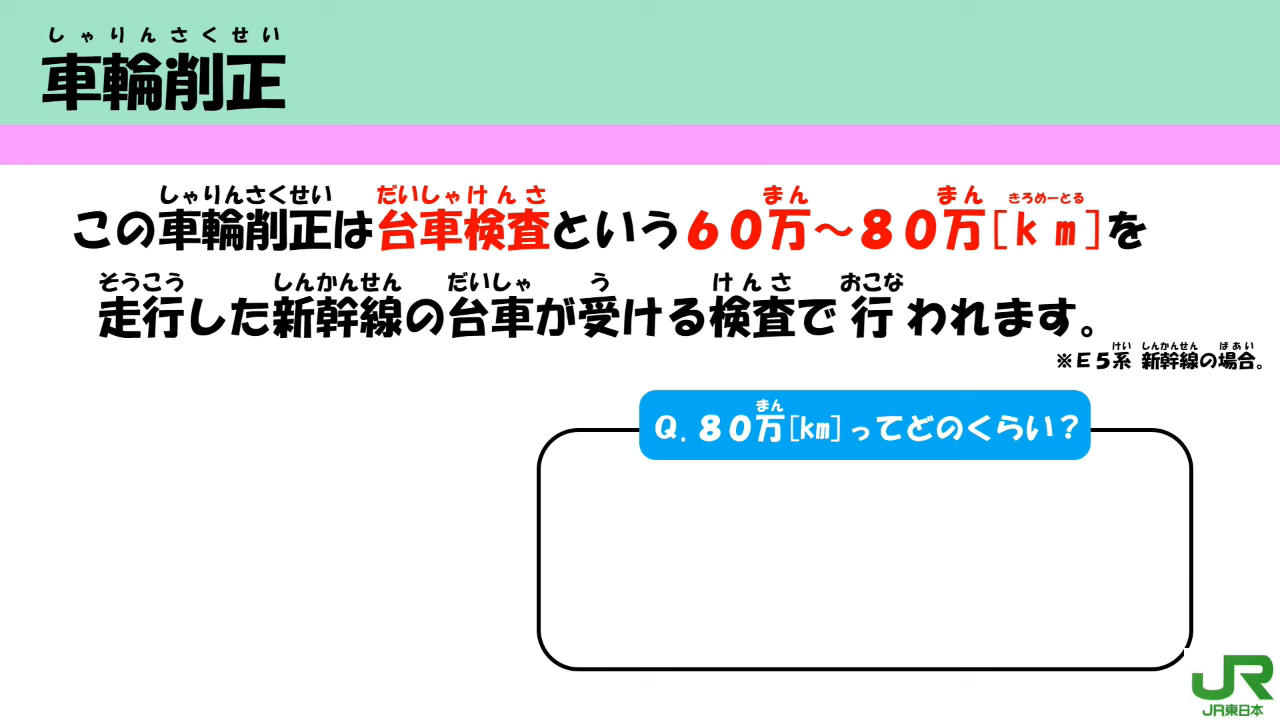 しゃりんさくせい
車輪削正
しゃりんさくせい だいしゃけんさ まん まん きろめーとる
この車輪削正は台車検査という60万〜80万[km]を
そうこう しんかんせん だいしゃ う けんさ おこな
走行した新幹線の台車が受ける検査で行われます。
けい しんかんせん ばあい
※E5系 新幹線の場合。
まん
Q.80万[km]ってどのくらい?
JR
JR東日本